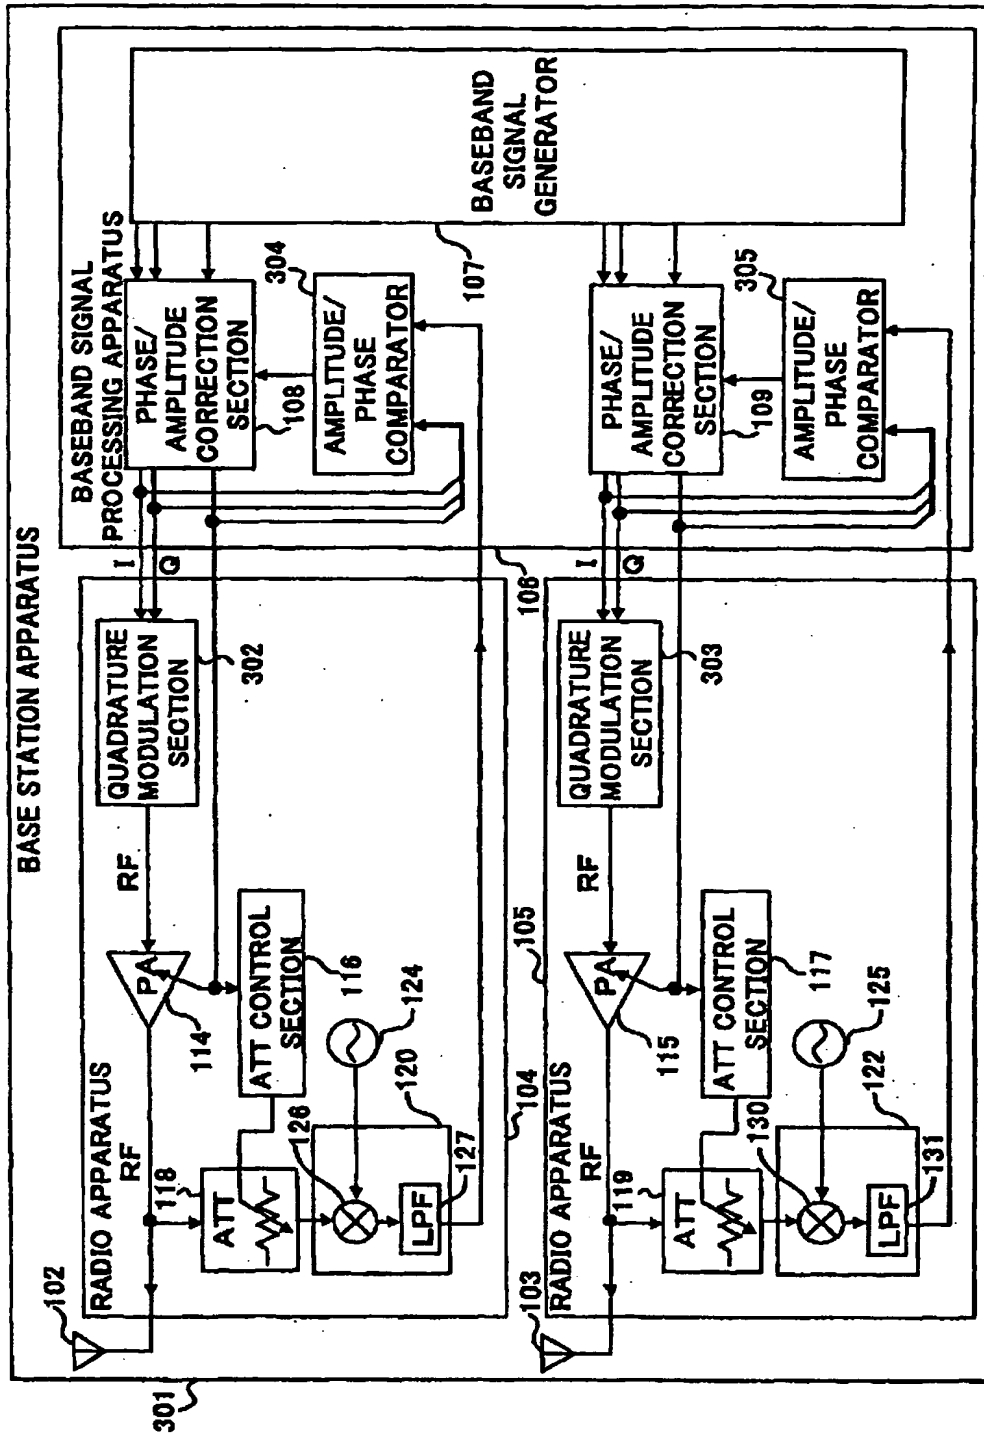 BASE STATION APPARATUS
301
102
RADIO APPARATUS
RF
118
ATT
114
PA
RF
ATT CONTROL
SECTION
116
124
126
120
LPF
127
104
QUADRATURE
MODULATION
SECTION
302
I
Q
BASEBAND SIGNAL
PROCESSING APPARATUS
106
PHASE/
AMPLITUDE
CORRECTION
SECTION
108
304
AMPLITUDE/
PHASE
COMPARATOR
107
BASEBAND
SIGNAL
GENERATOR
103
RADIO APPARATUS
RF
119
ATT
115
PA
RF
105
ATT CONTROL
SECTION
117
125
130
122
LPF
131
QUADRATURE
MODULATION
SECTION
303
I
Q
PHASE/
AMPLITUDE
CORRECTION
SECTION
109
305
AMPLITUDE/
PHASE
COMPARATOR